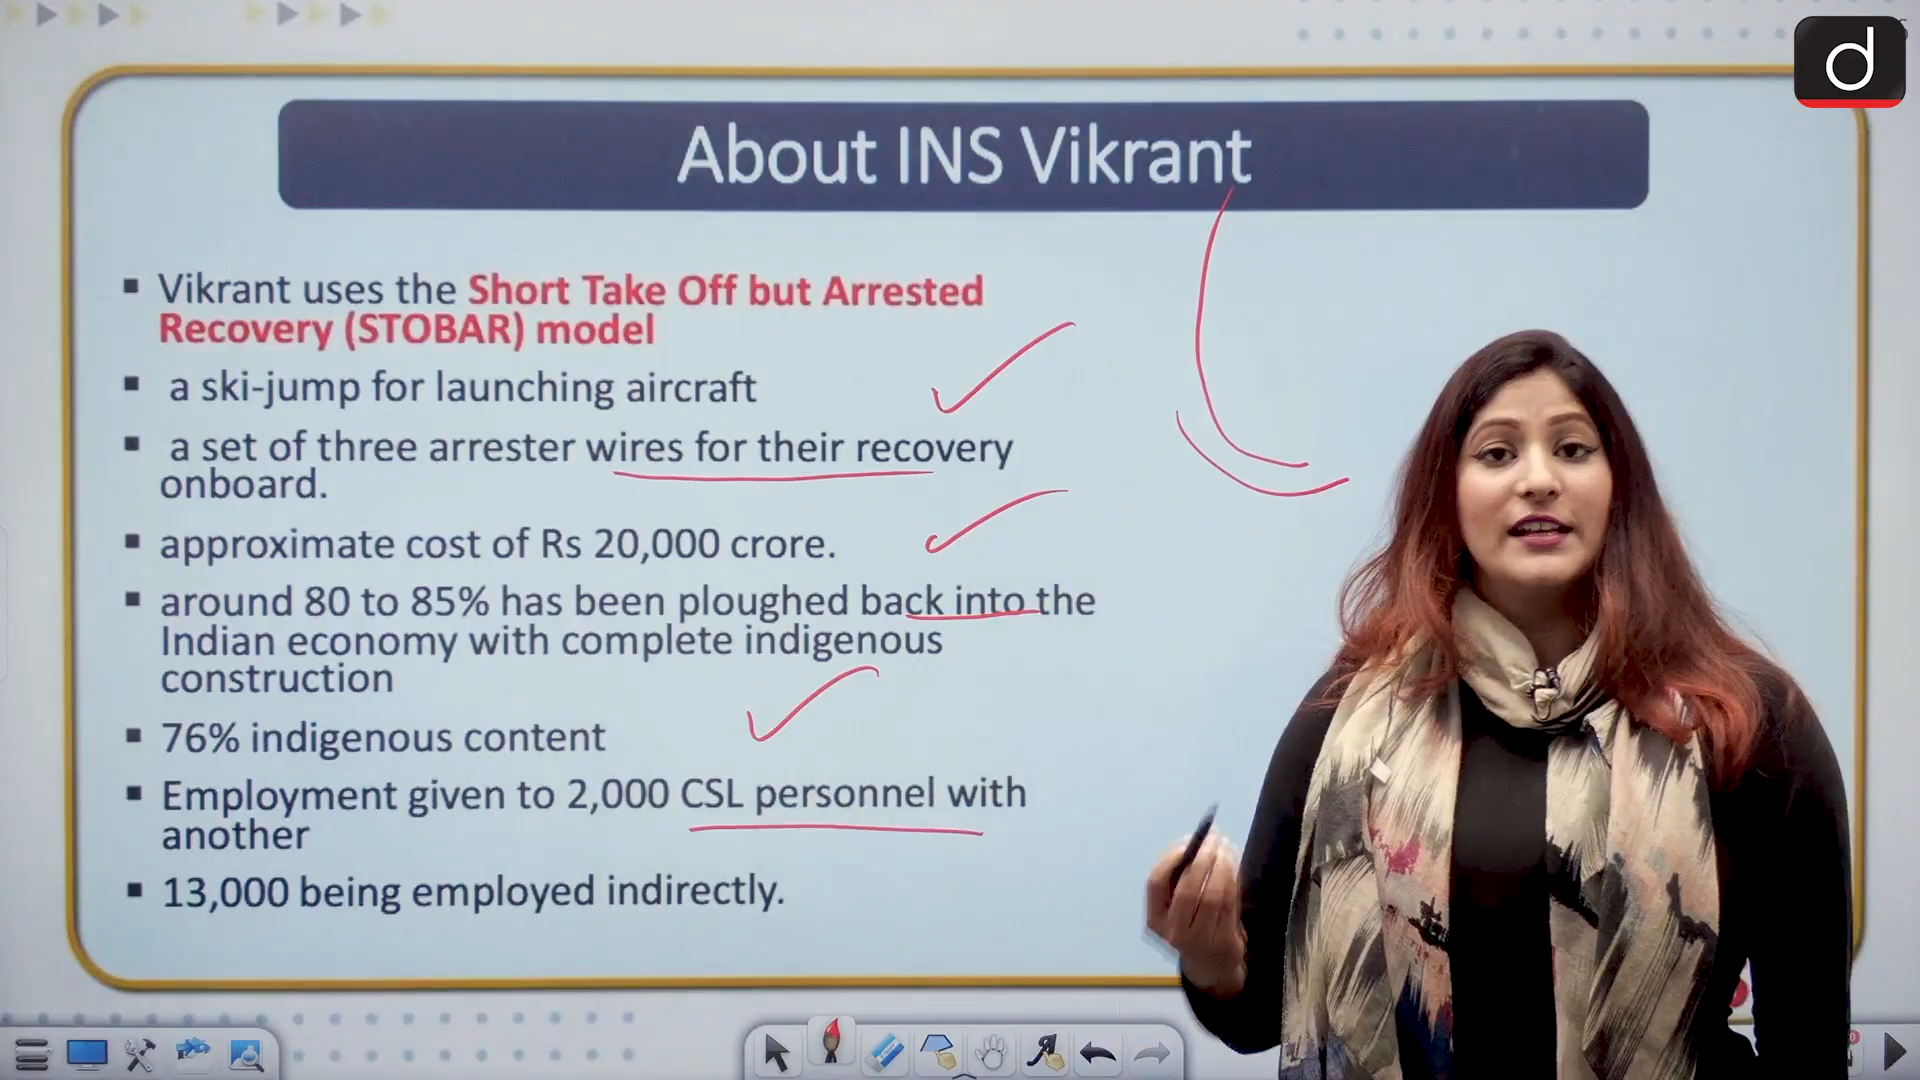 d
About INS Vikrant
▪ Vikrant uses the Short Take Off but Arrested
Recovery (STOBAR) model
▪ a ski-jump for launching aircraft
▪ a set of three arrester wires for their recovery
onboard.
▪ approximate cost of Rs 20,000 crore.
▪ around 80 to 85% has been ploughed back into the
Indian economy with complete indigenous
construction
▪ 76% indigenous content
▪ Employment given to 2,000 CSL personnel with
another
▪ 13,000 being employed indirectly.